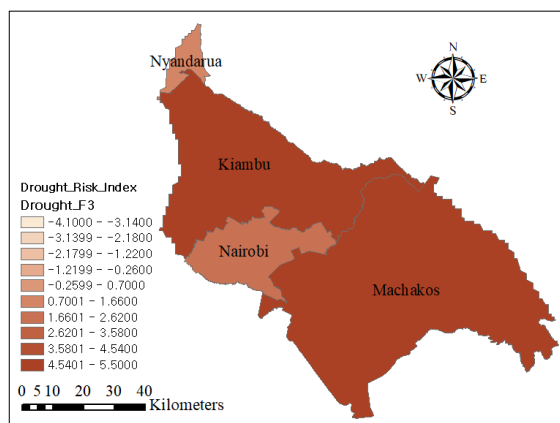 N
W E
S
Nyandarua
Kiambu
Nairobi
Machakos
Drought_Risk_Index
Drought_F3
-4.1000 - -3.1400
-3.1399 - -2.1800
-2.1799 - -1.2200
-1.2199 - -0.2600
-0.2599 - 0.7000
0.7001 - 1.6600
1.6601 - 2.6200
2.6201 - 3.5800
3.5801 - 4.5400
4.5401 - 5.5000
0 5 10 20 30 40
Kilometers